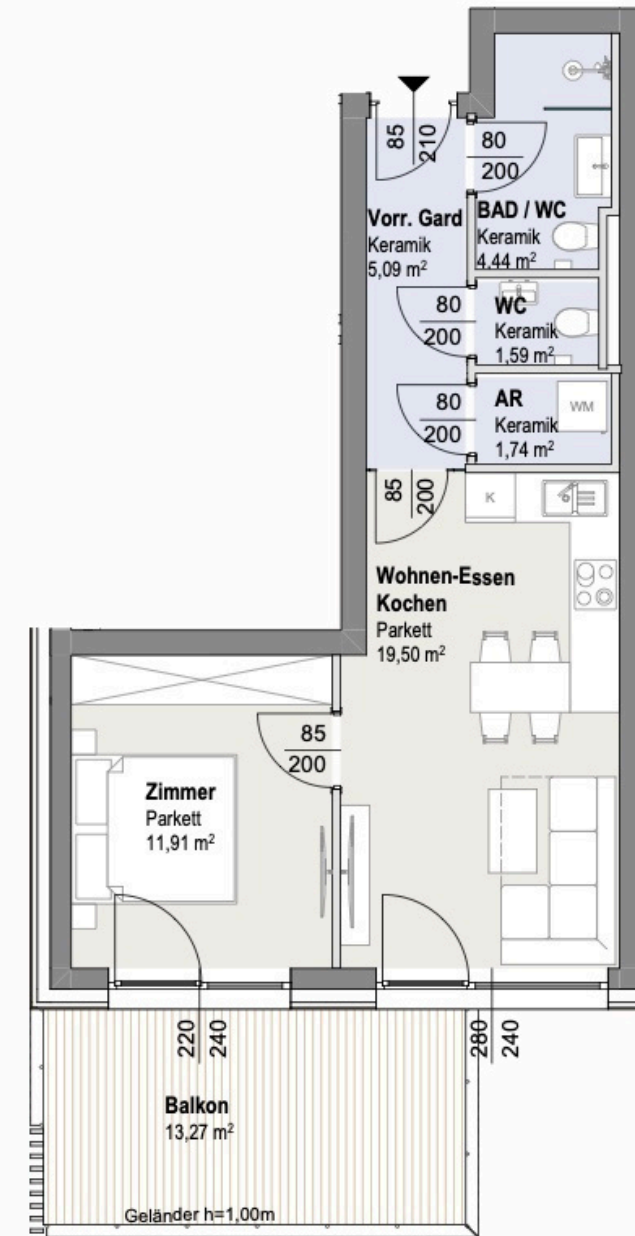 85
210
80
200
Vorr. Gard
Keramik
5,09 m²
BAD / WC
Keramik
4,44 m²
80
200
WC
Keramik
1,59 m²
80
200
AR
Keramik
1,74 m²
WM
85
200
K
Wohnen-Essen
Kochen
Parkett
19,50 m²
85
200
Zimmer
Parkett
11,91 m²
220
240
280
240
Balkon
13,27 m²
Geländer h=1,00m